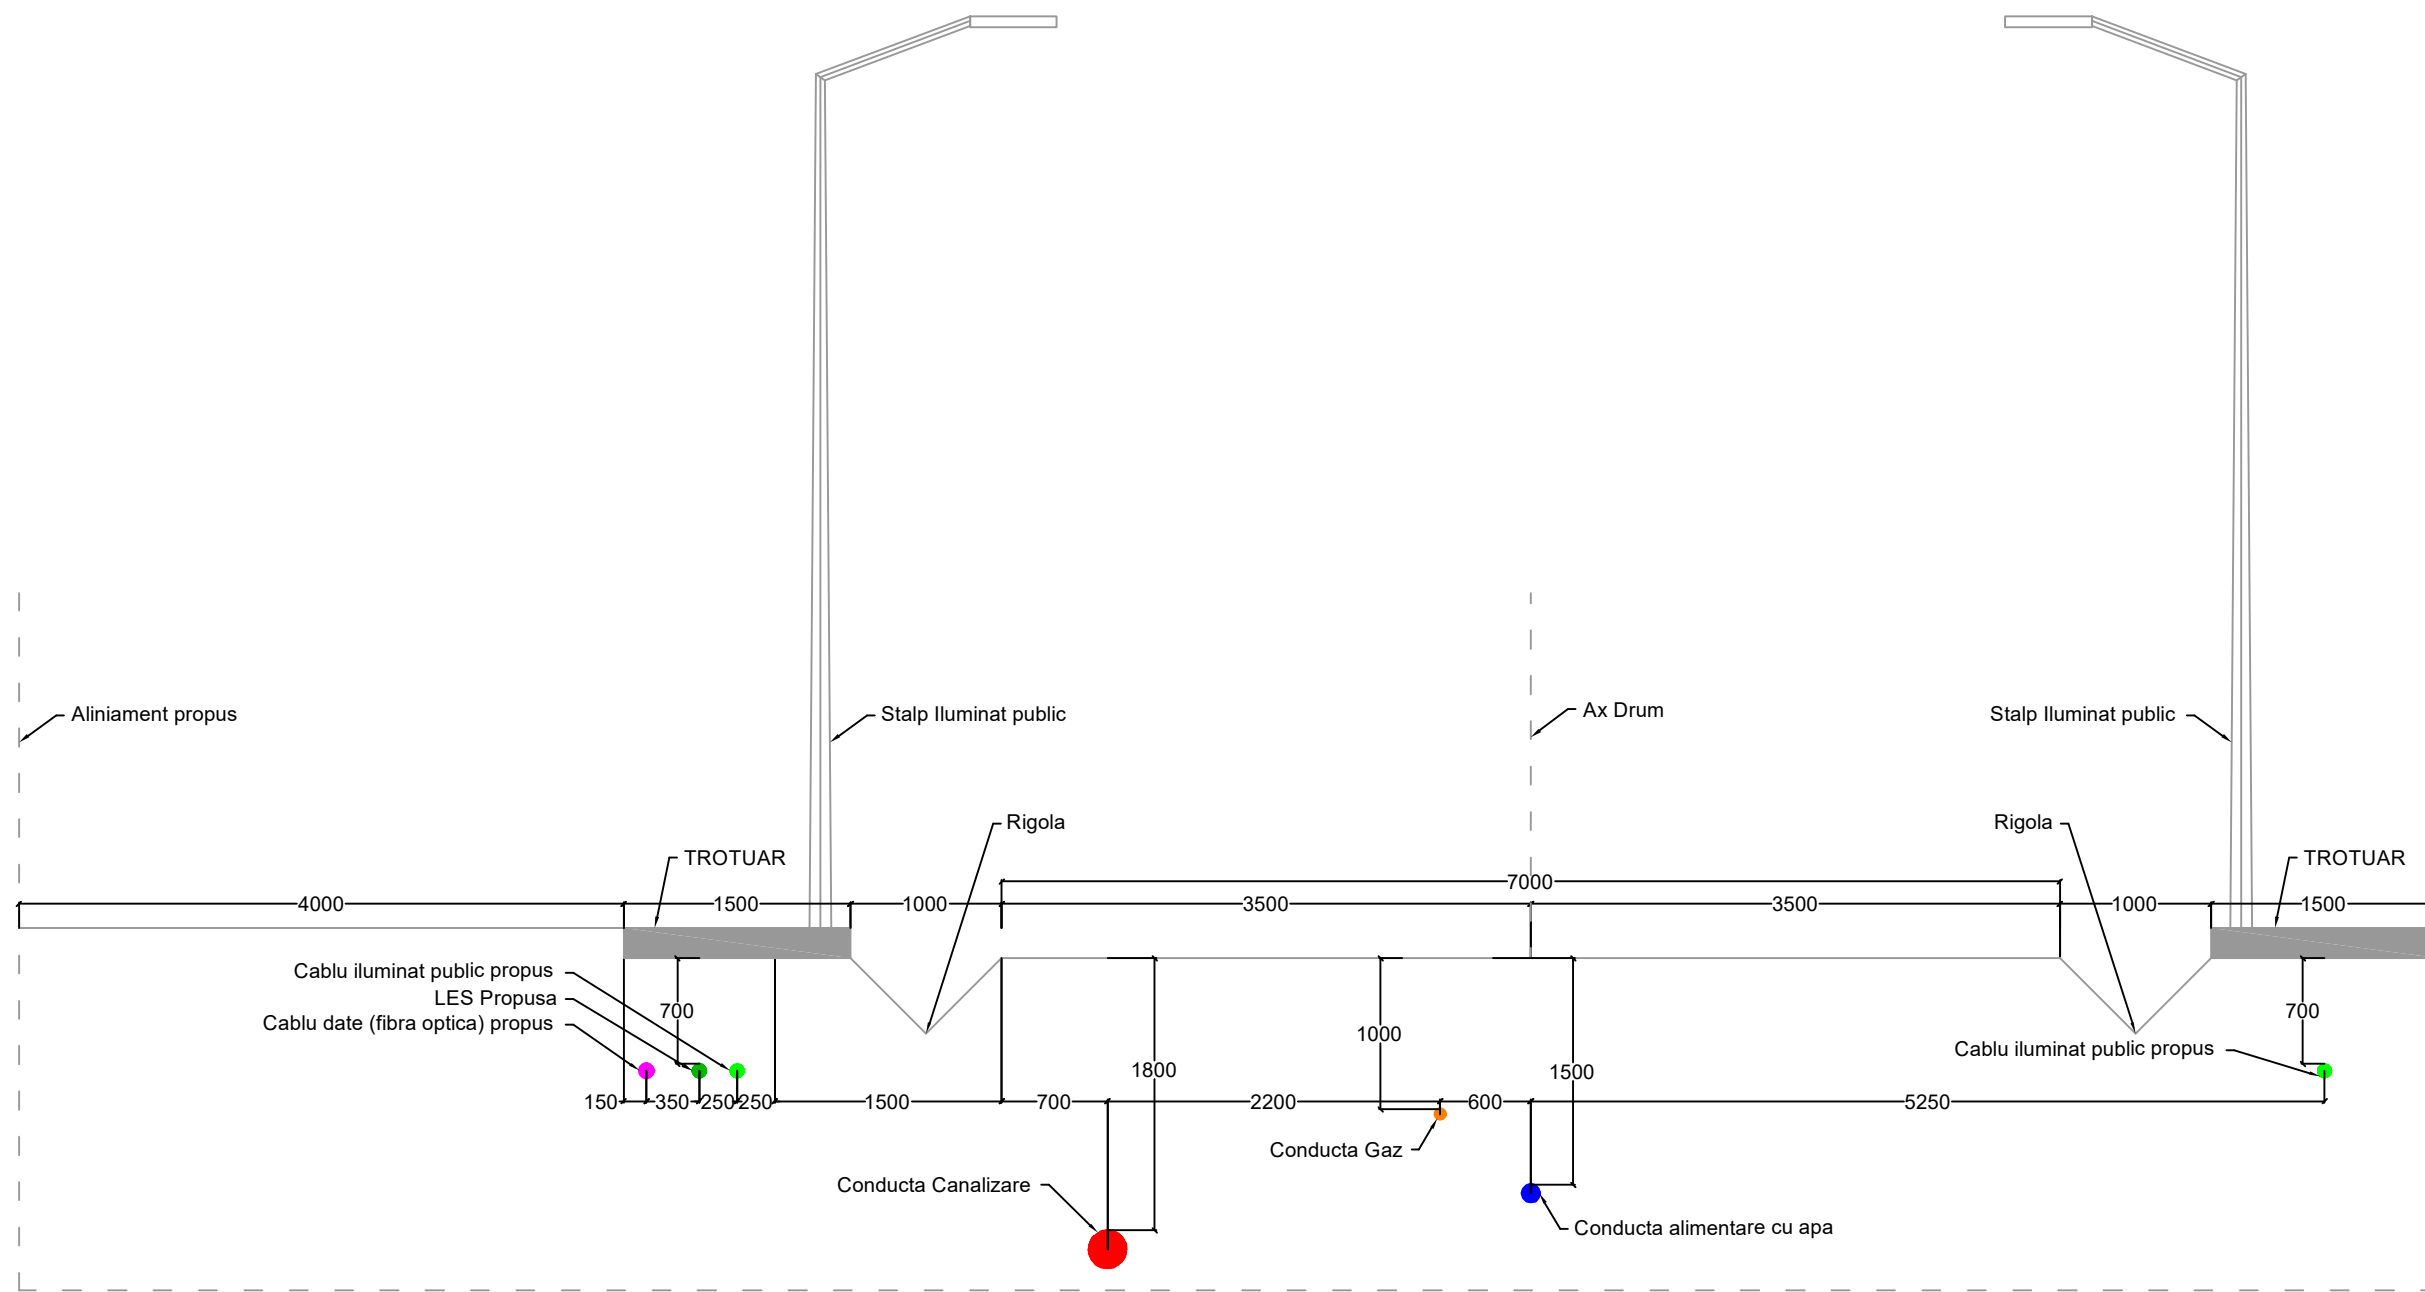 Aliniament propus
Stalp Iluminat public
Ax Drum
Stalp Iluminat public
Rigola
Rigola
TROTUAR
TROTUAR
7000
4000
1500
1000
3500
3500
1000
1500
Cablu iluminat public propus
LES Propusa
Cablu date (fibra optica) propus
700
1000
1800
1500
700
Cablu iluminat public propus
150
350
250
250
1500
700
2200
600
5250
Conducta Gaz
Conducta Canalizare
Conducta alimentare cu apa